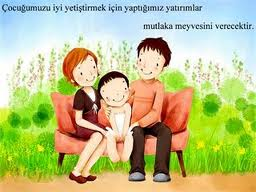 Çocuğumuzu iyi yetiştirmek için yaptığımız yatırımlar
mutlaka meyvesini verecektir.